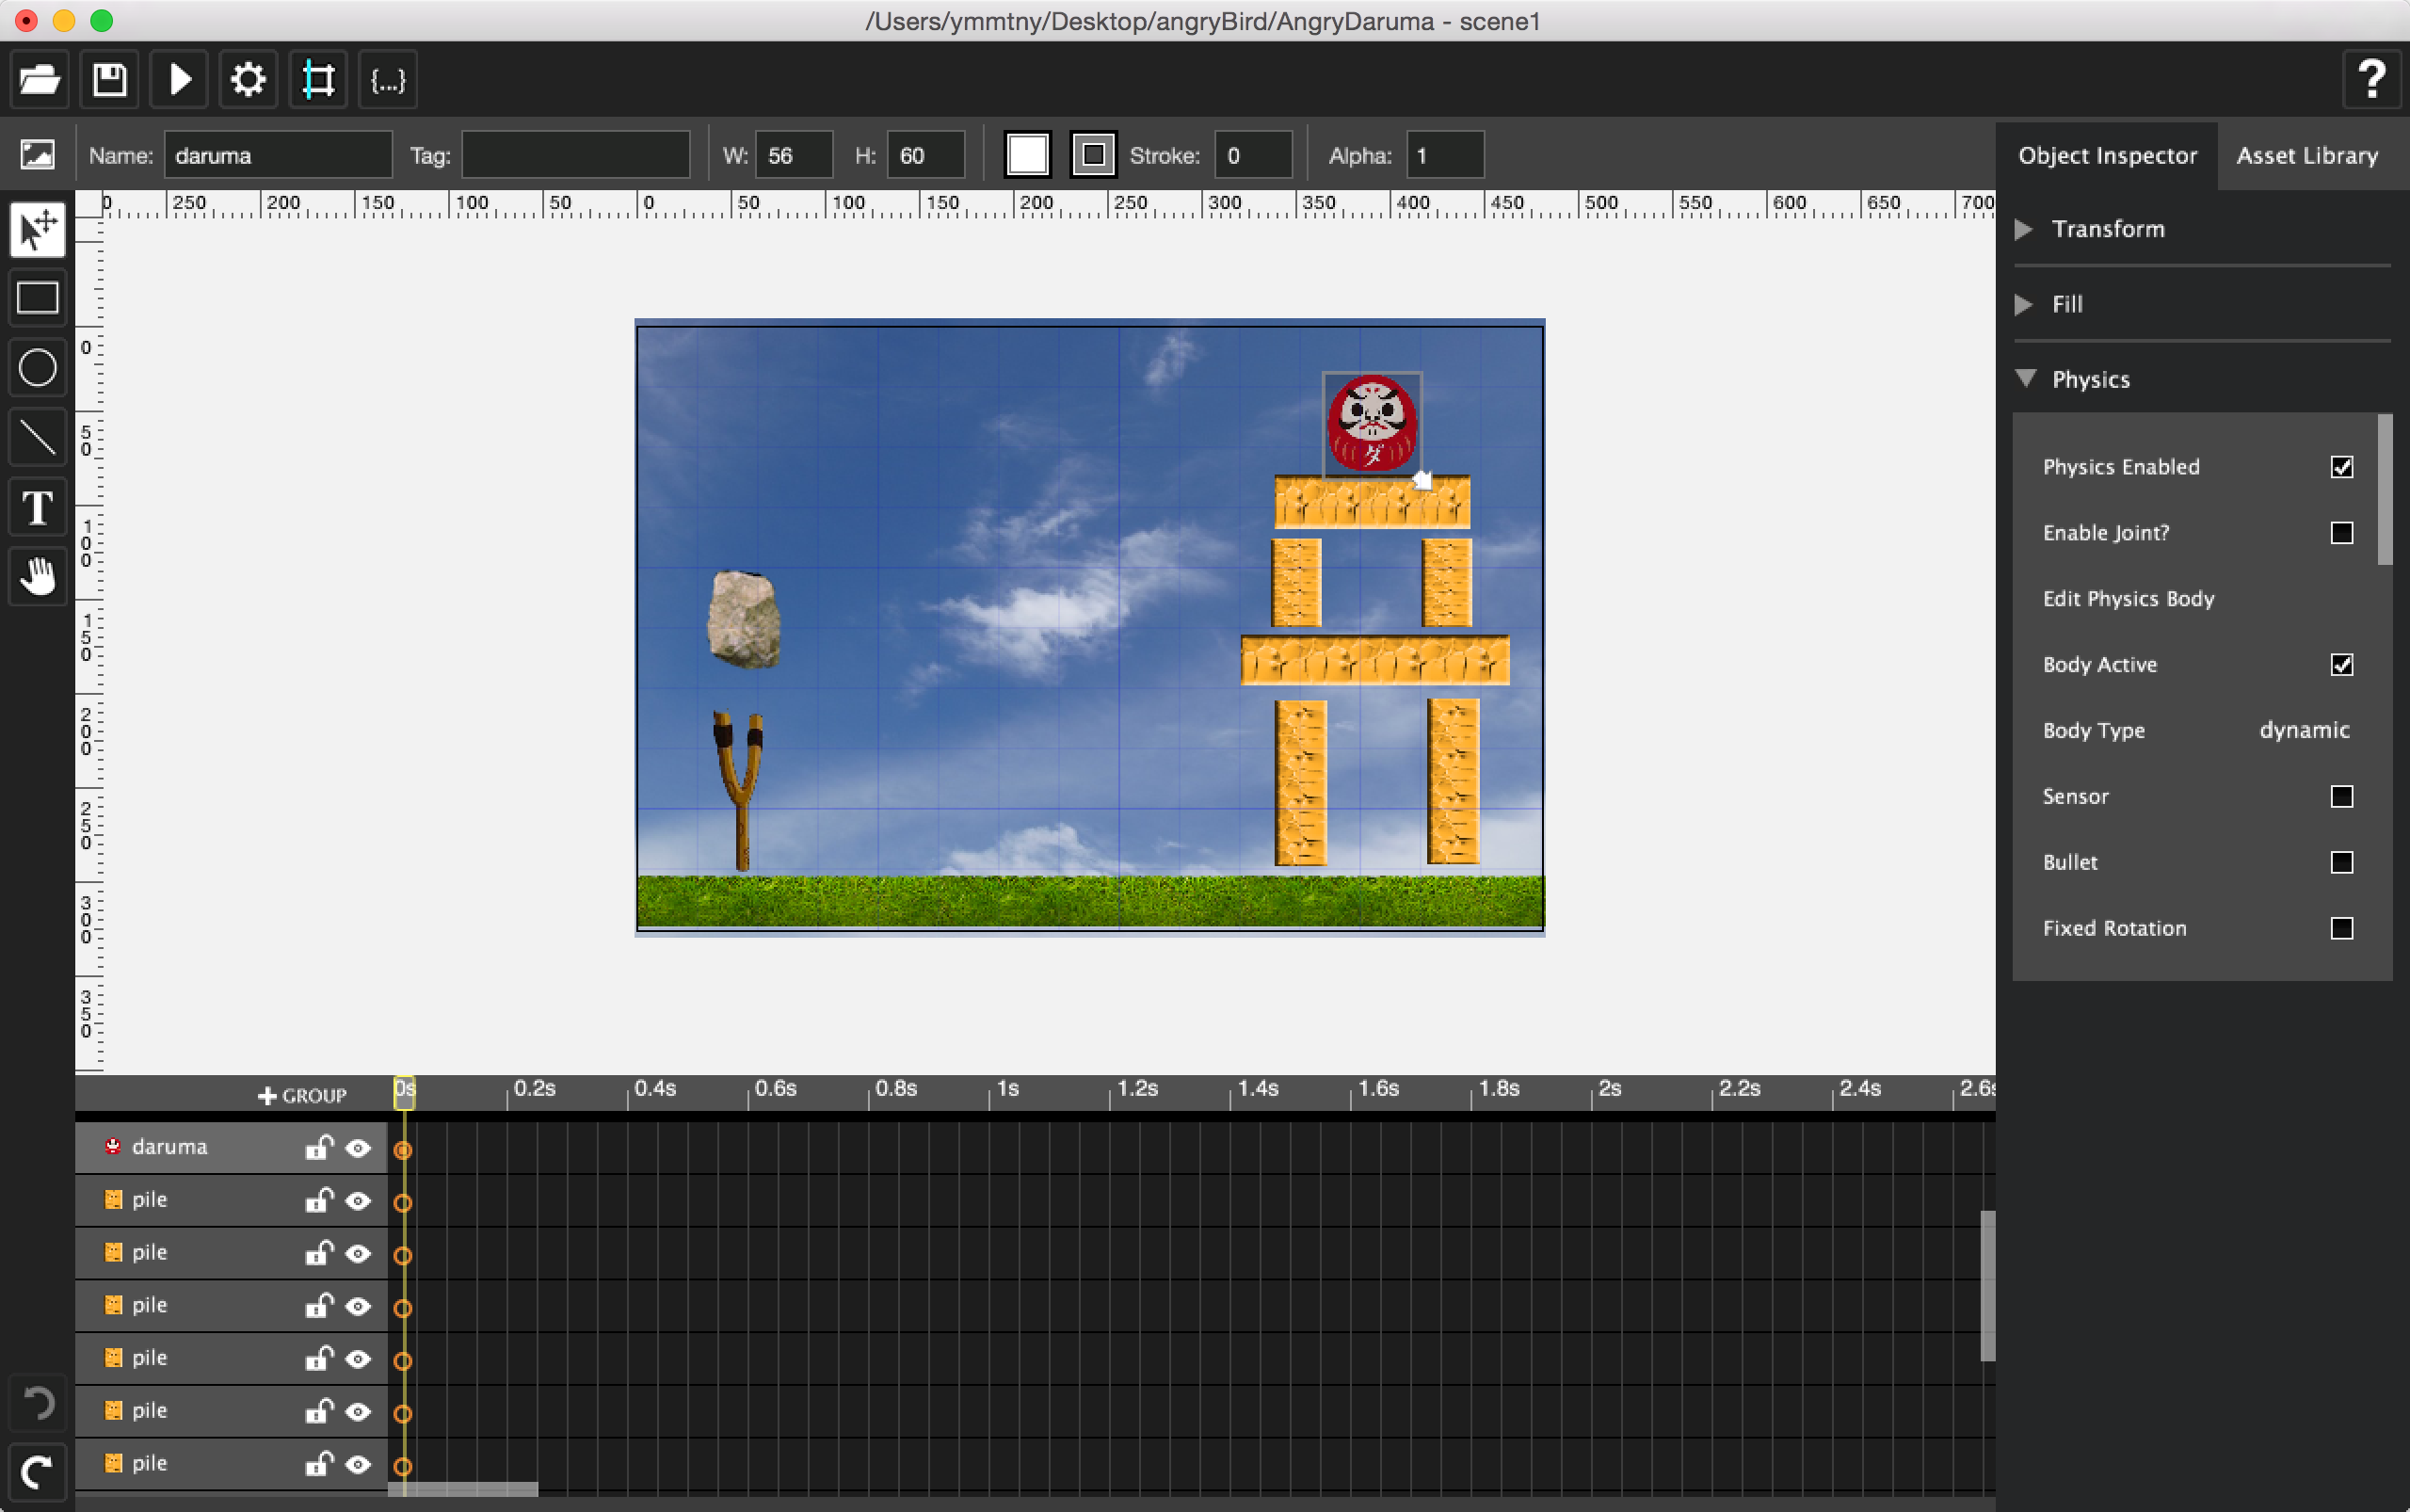 /Users/ymmtny/Desktop/angryBird/AngryDaruma - scene1
{...}
?
Name: daruma Tag: W: 56 H: 60 Stroke: 0 Alpha: 1
Object Inspector Asset Library
0 250 200 150 100 50 0 50 100 150 200 250 300 350 400 450 500 550 600 650 700
Transform
Fill
Physics
Physics Enabled
Enable Joint?
Edit Physics Body
Body Active
Body Type dynamic
Sensor
Bullet
Fixed Rotation
T
0
50
100
150
200
250
300
350
ダ
+ GROUP 0s 0.2s 0.4s 0.6s 0.8s 1s 1.2s 1.4s 1.6s 1.8s 2s 2.2s 2.4s 2.6s
daruma
pile
pile
pile
pile
pile
pile